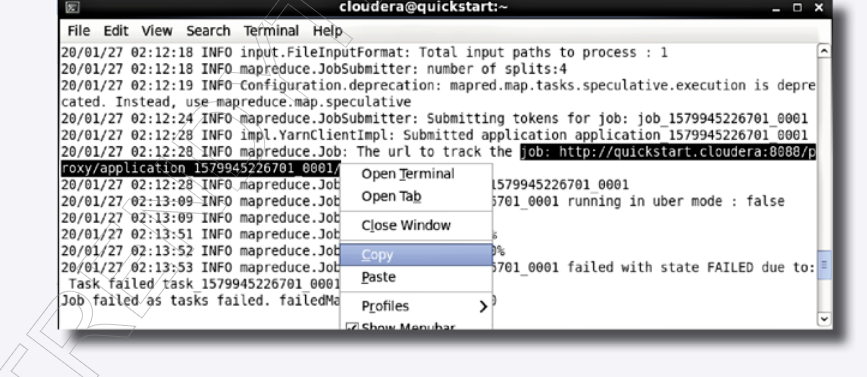 cloudera@quickstart:~
File Edit View Search Terminal Help
20/01/27 02:12:18 INFO input.FileInputFormat: Total input paths to process : 1
20/01/27 02:12:18 INFO mapreduce.JobSubmitter: number of splits:4
20/01/27 02:12:19 INFO Configuration.deprecation: mapred.map.tasks.speculative.execution is depre
cated. Instead, use mapreduce.map.speculative
20/01/27 02:12:24 INFO mapreduce.JobSubmitter: Submitting tokens for job: job_1579945226701_0001
20/01/27 02:12:28 INFO impl.YarnClientImpl: Submitted application application_1579945226701_0001
20/01/27 02:12:28 INFO mapreduce.Job: The url to track the job: http://quickstart.cloudera:8088/p
roxy/application_1579945226701_0001/
20/01/27 02:12:28 INFO mapreduce.Job 1579945226701_0001
20/01/27 02:13:09 INFO mapreduce.Job 5701_0001 running in uber mode : false
20/01/27 02:13:09 INFO mapreduce.Job
20/01/27 02:13:51 INFO mapreduce.Job %
20/01/27 02:13:52 INFO mapreduce.Job 0%
20/01/27 02:13:53 INFO mapreduce.Job 5701_0001 failed with state FAILED due to:
Task failed task_1579945226701_0001
Job failed as tasks failed. failedMa 0
Open Terminal
Open Tab
Close Window
Copy
Paste
Profiles
Show Menubar